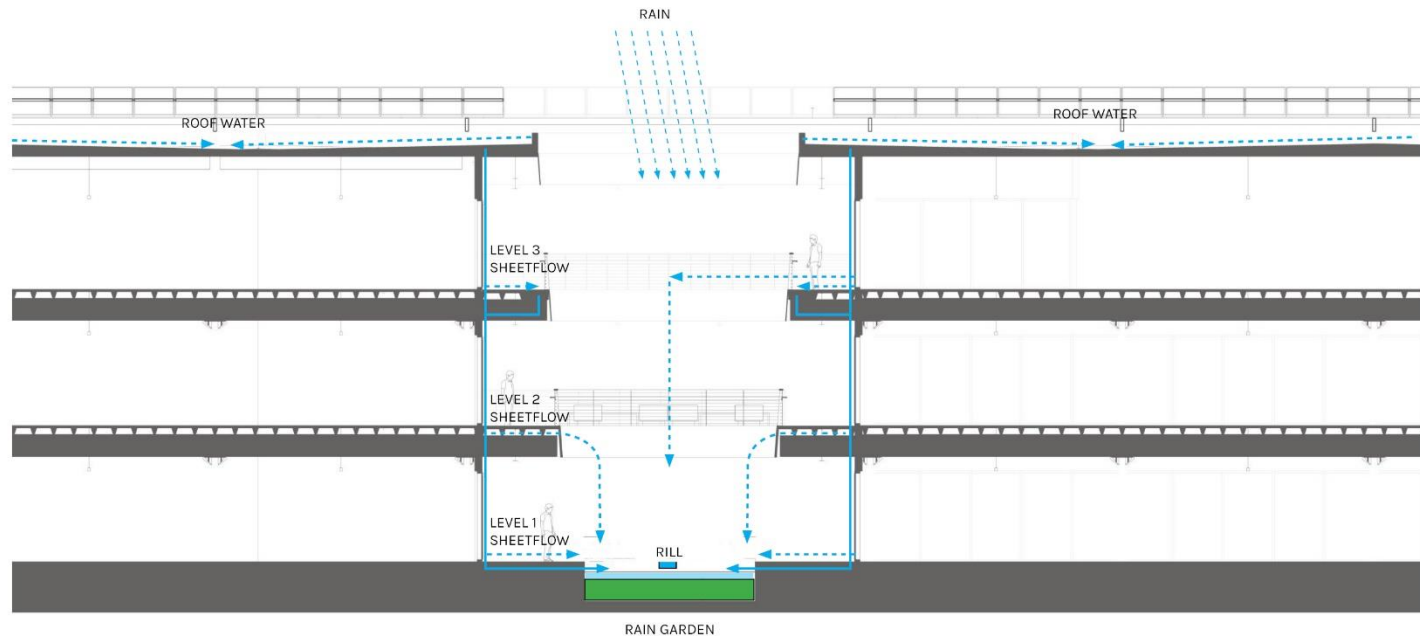 RAIN
ROOF WATER
ROOF WATER
LEVEL 3
SHEETFLOW
LEVEL 2
SHEETFLOW
LEVEL 1
SHEETFLOW
RILL
RAIN GARDEN